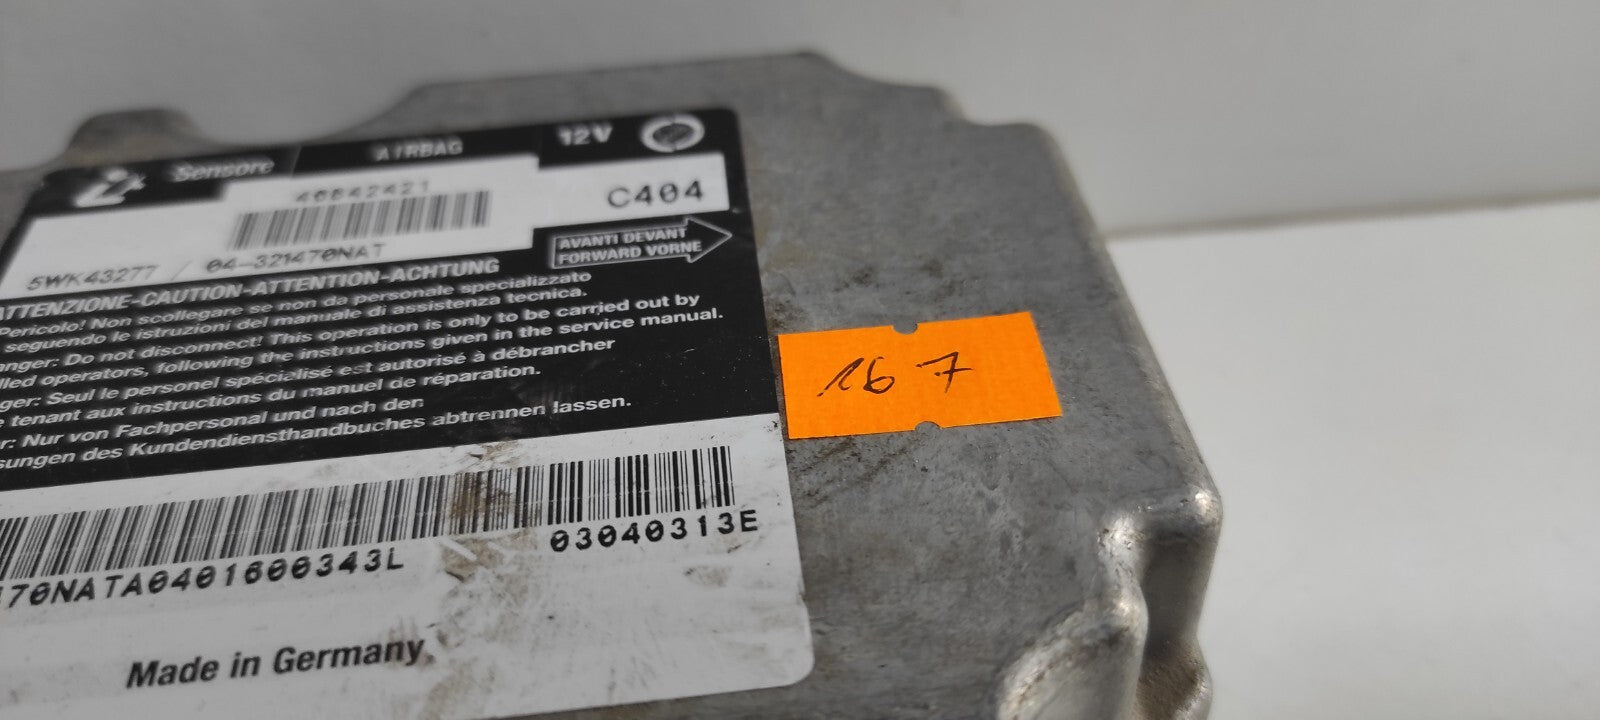 Sensore AIRBAG 12V
46842421
C404
5WK43277 / 04-321470NAT
AVANTI DEVANT
FORWARD VORNE
ATTENZIONE-CAUTION-ATTENTION-ACHTUNG
Pericolo! Non scollegare se non da personale specializzato
seguendo le istruzioni del manuale di assistenza tecnica.
anger: Do not disconnect! This operation is only to be carried out by
lled operators, following the instructions given in the service manual.
ger: Seul le personel spécialisé est autorisé à débrancher
tenant aux instructions du manuel de réparation.
r: Nur von Fachpersonal und nach den
sungen des Kundendiensthandbuches abtrennen lassen.
167
70NATA0401600343L
03040313E
Made in Germany